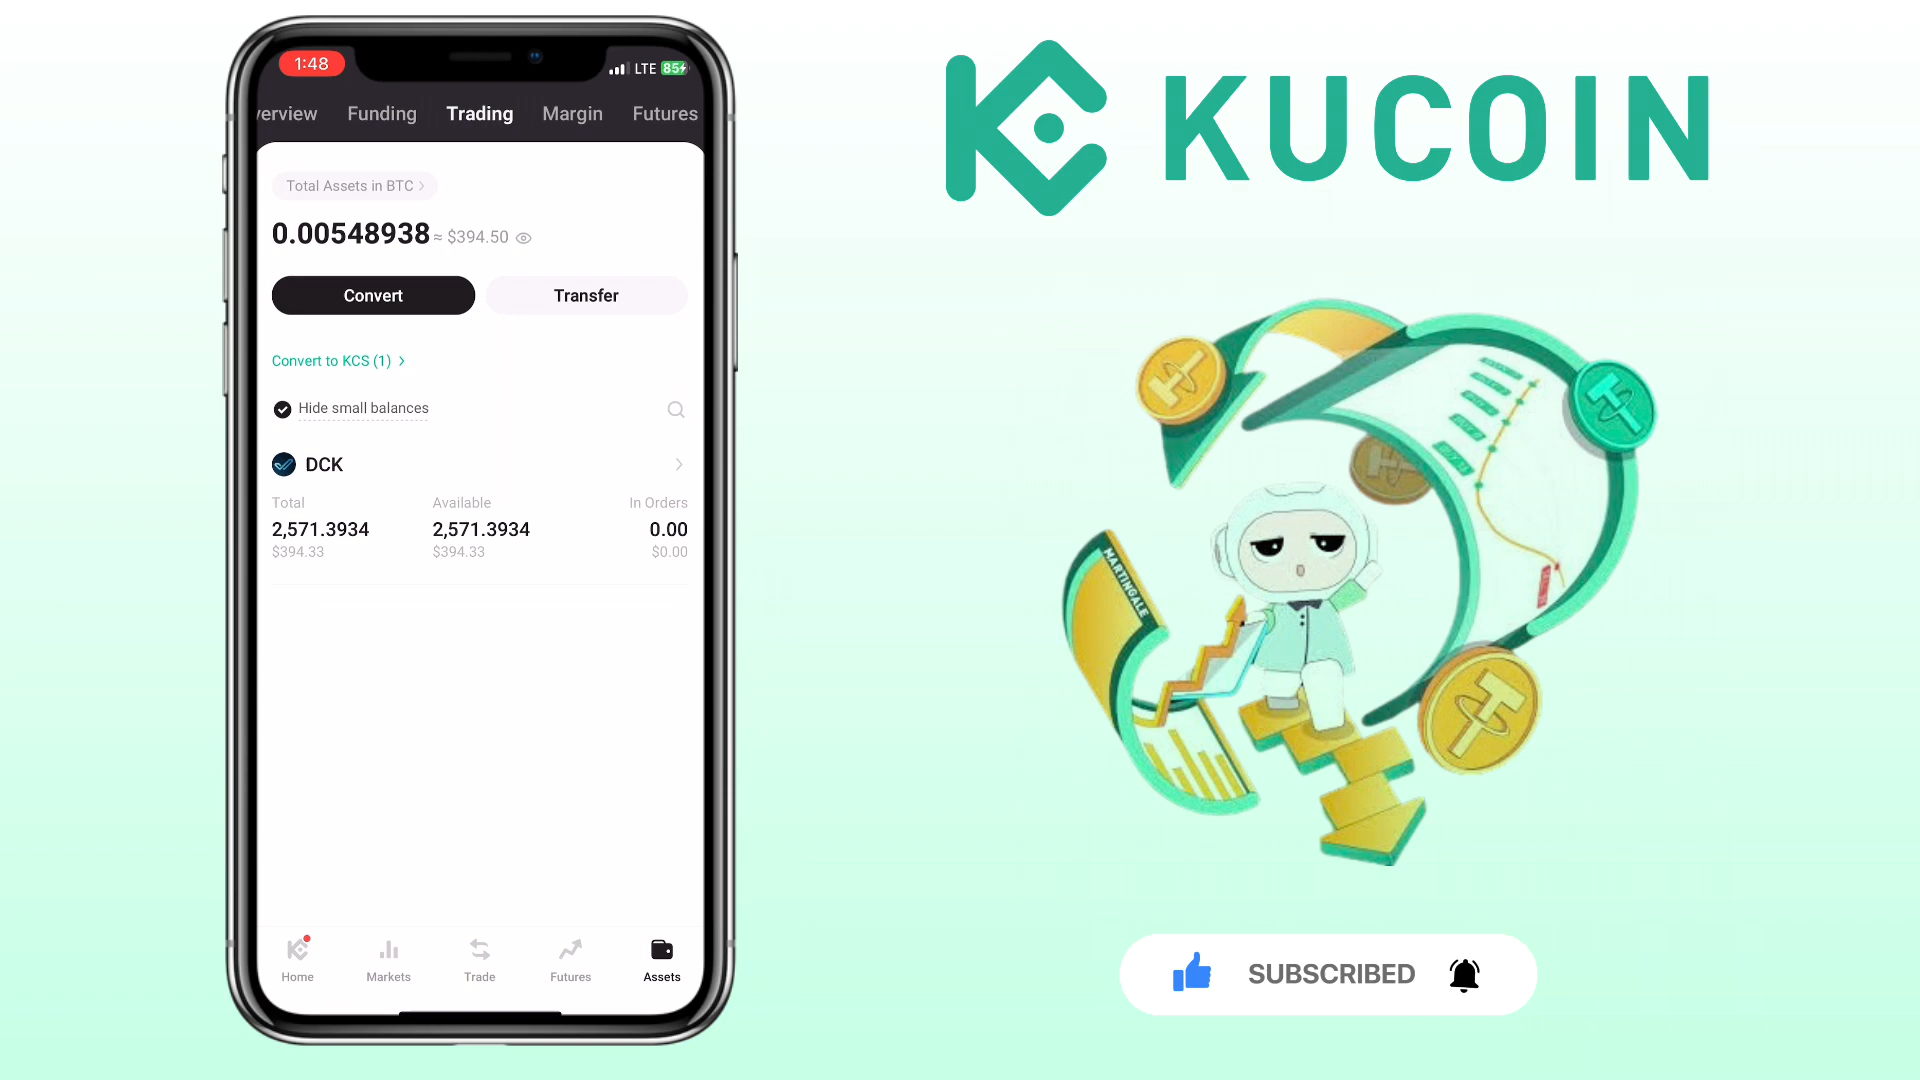 1:48
LTE 85
verview Funding Trading Margin Futures
Total Assets in BTC
0.00548938 ≈ $394.50
Convert Transfer
Convert to KCS (1)
Hide small balances
DCK
Total Available In Orders
2,571.3934 2,571.3934 0.00
$394.33 $394.33 $0.00
Home Markets Trade Futures Assets
KUCOIN
MARTINGALE
SUBSCRIBED